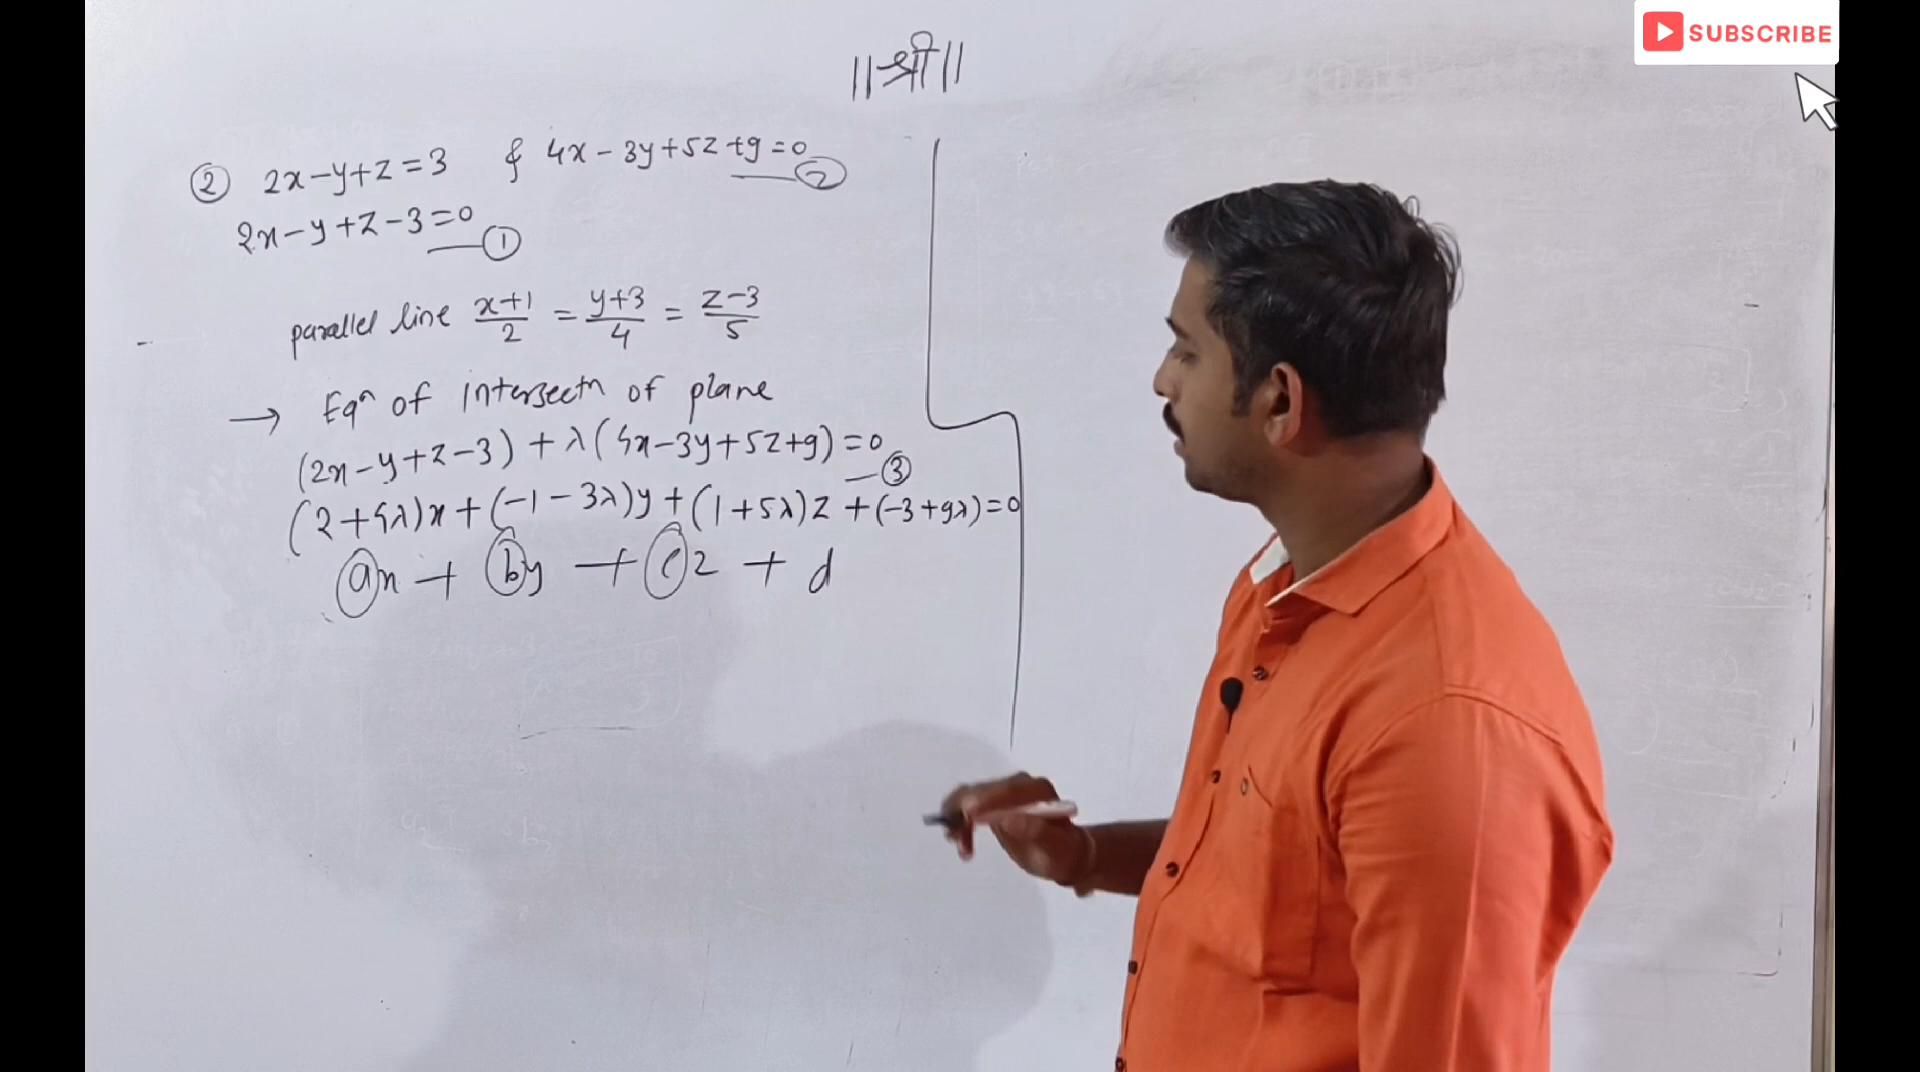 SUBSCRIBE
||श्री||
② 2x-y+z=3 & 4x-3y+5z+9=0 —②
2x-y+z-3=0 —①
parallel line x+1/2 = y+3/4 = z-3/5
→ Eqn of intersectn of plane
(2x-y+z-3)+λ(4x-3y+5z+9)=0 —③
(2+4λ)x+(-1-3λ)y+(1+5λ)z+(-3+9λ)=0
ax + by + cz + d